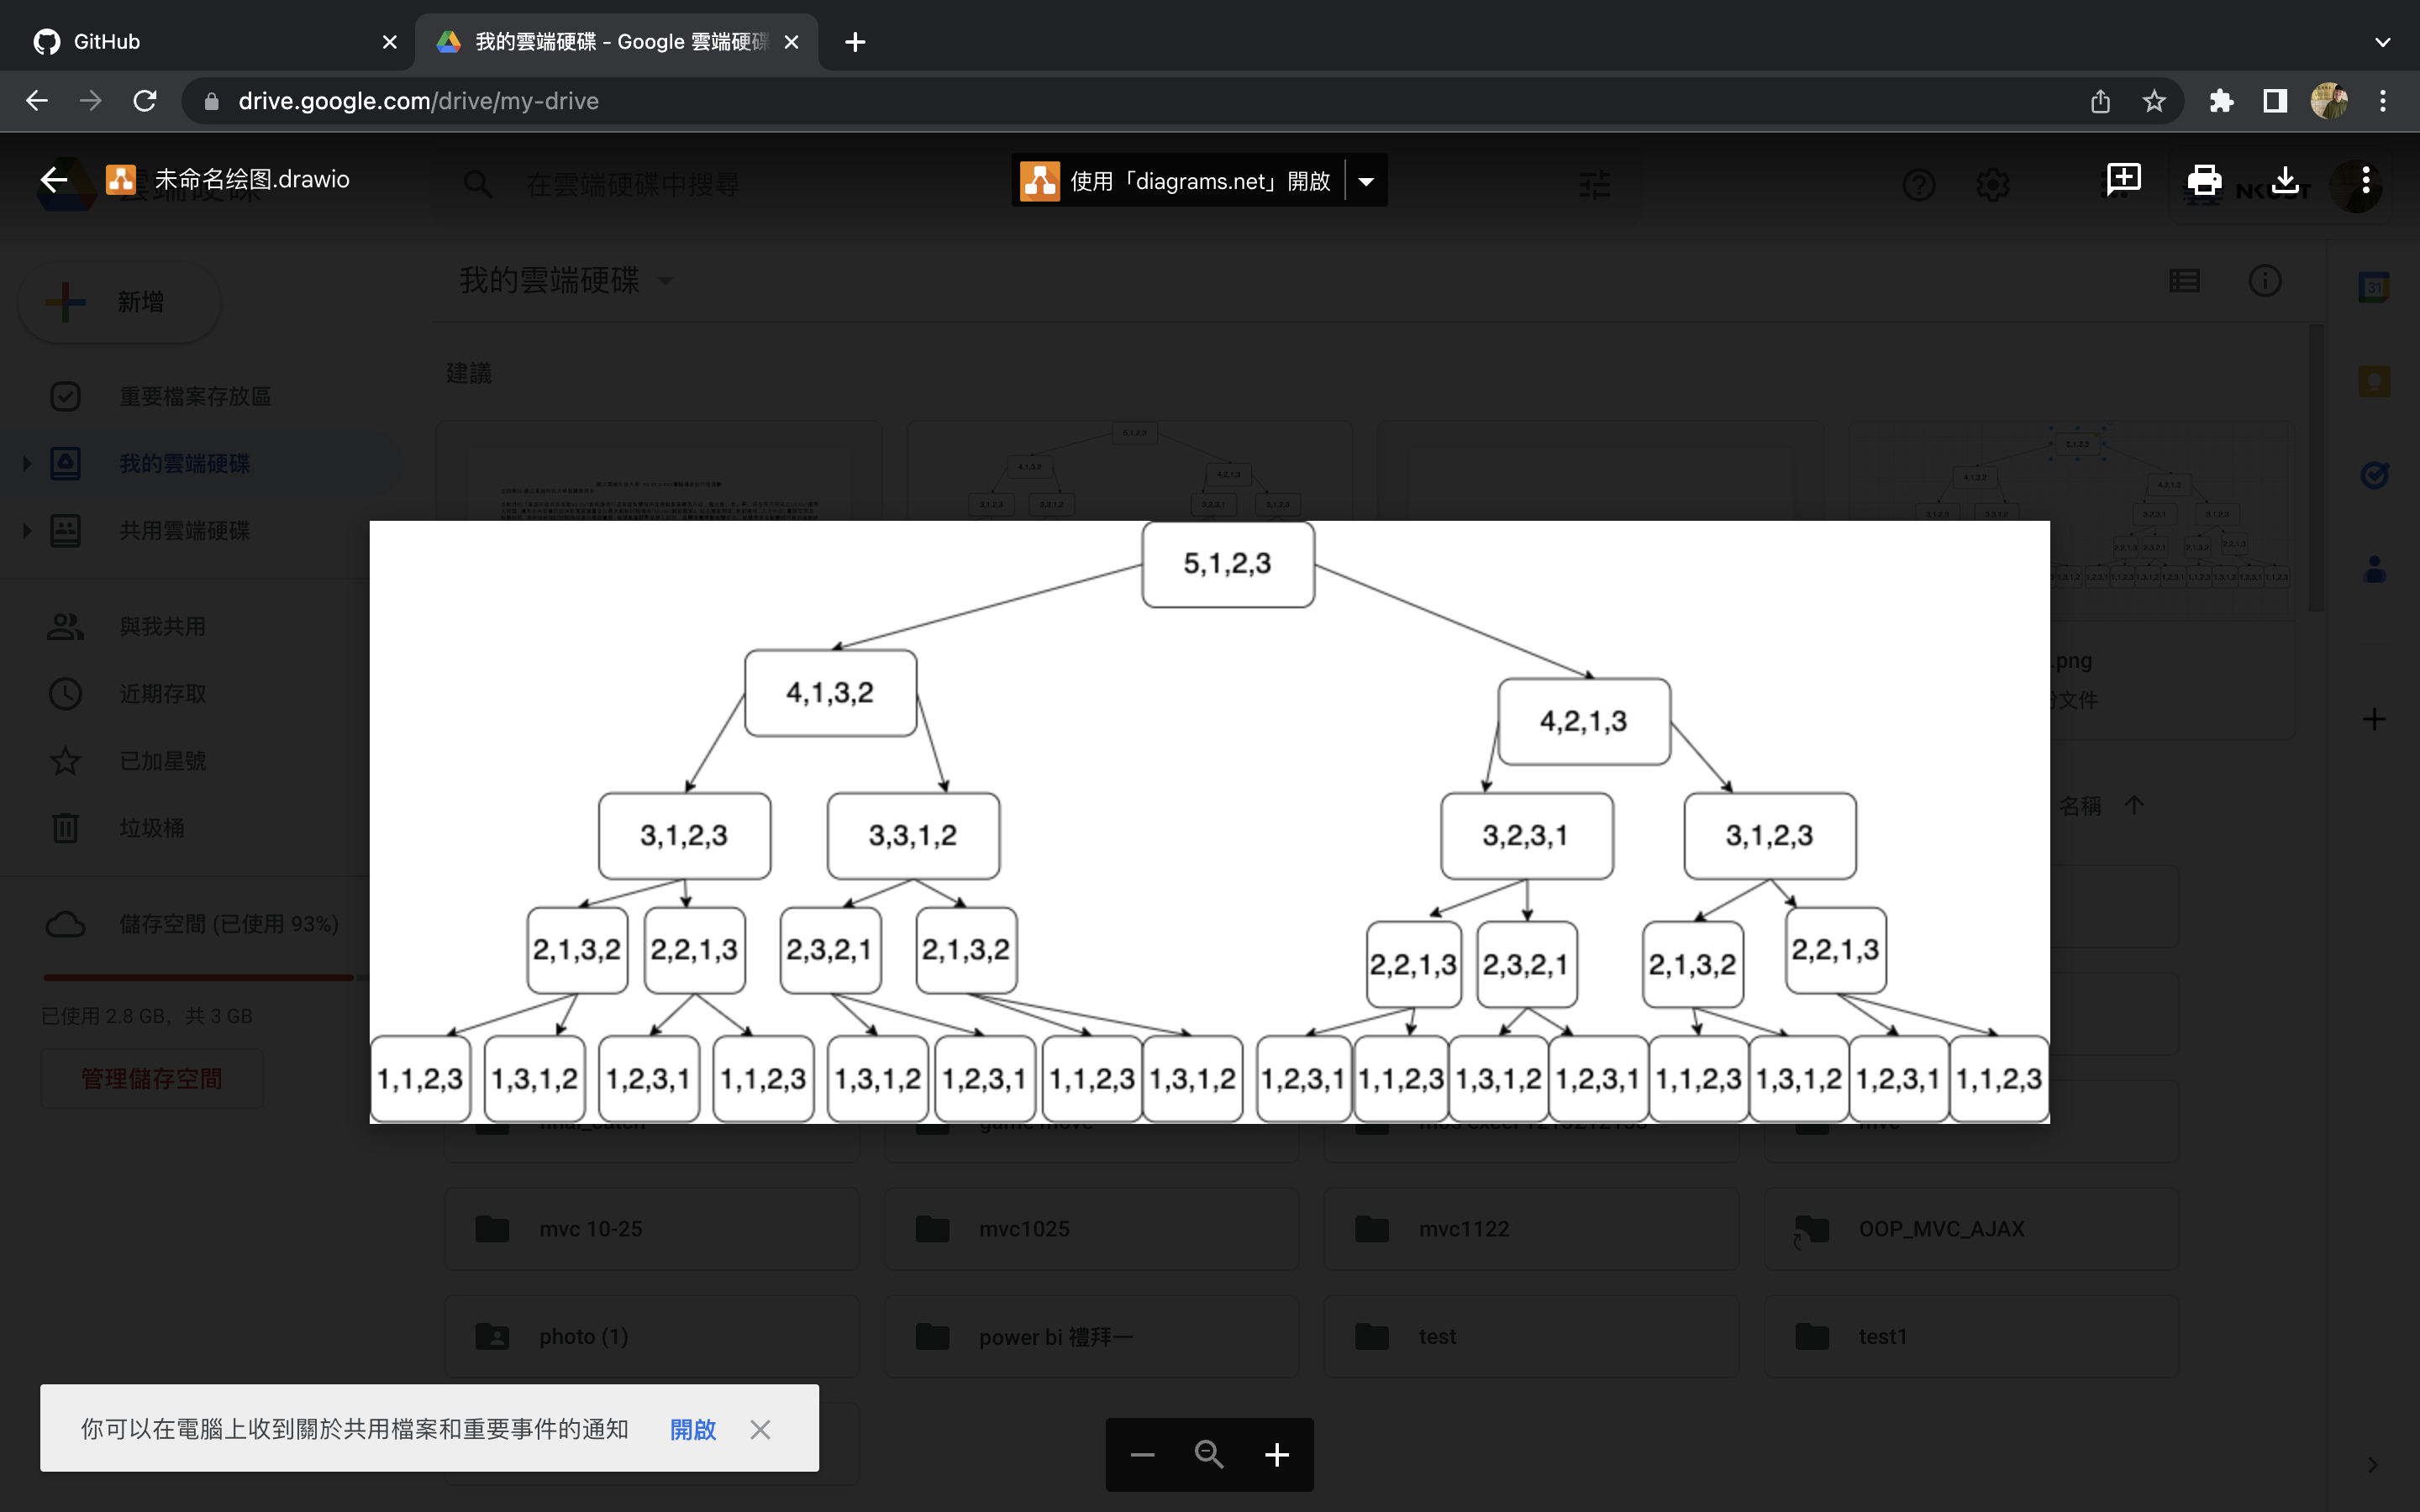 GitHub
我的雲端硬碟 - Google 雲端硬碟
drive.google.com/drive/my-drive
未命名绘图.drawio
在雲端硬碟中搜尋
使用「diagrams.net」開啟
新增
我的雲端硬碟
建議
重要檔案存放區
我的雲端硬碟
共用雲端硬碟
與我共用
近期存取
已加星號
垃圾桶
儲存空間 (已使用 93%)
已使用 2.8 GB，共 3 GB
管理儲存空間
.png
名稱
5,1,2,3
4,1,3,2
4,2,1,3
3,1,2,3
3,3,1,2
3,2,3,1
3,1,2,3
2,1,3,2
2,2,1,3
2,3,2,1
2,1,3,2
2,2,1,3
2,3,2,1
2,1,3,2
2,2,1,3
1,1,2,3
1,3,1,2
1,2,3,1
1,1,2,3
1,3,1,2
1,2,3,1
1,1,2,3
1,3,1,2
1,2,3,1
1,1,2,3
1,3,1,2
1,2,3,1
1,1,2,3
1,3,1,2
1,2,3,1
1,1,2,3
mvc 10-25
mvc1025
mvc1122
OOP_MVC_AJAX
photo (1)
power bi 禮拜一
test
test1
你可以在電腦上收到關於共用檔案和重要事件的通知
開啟